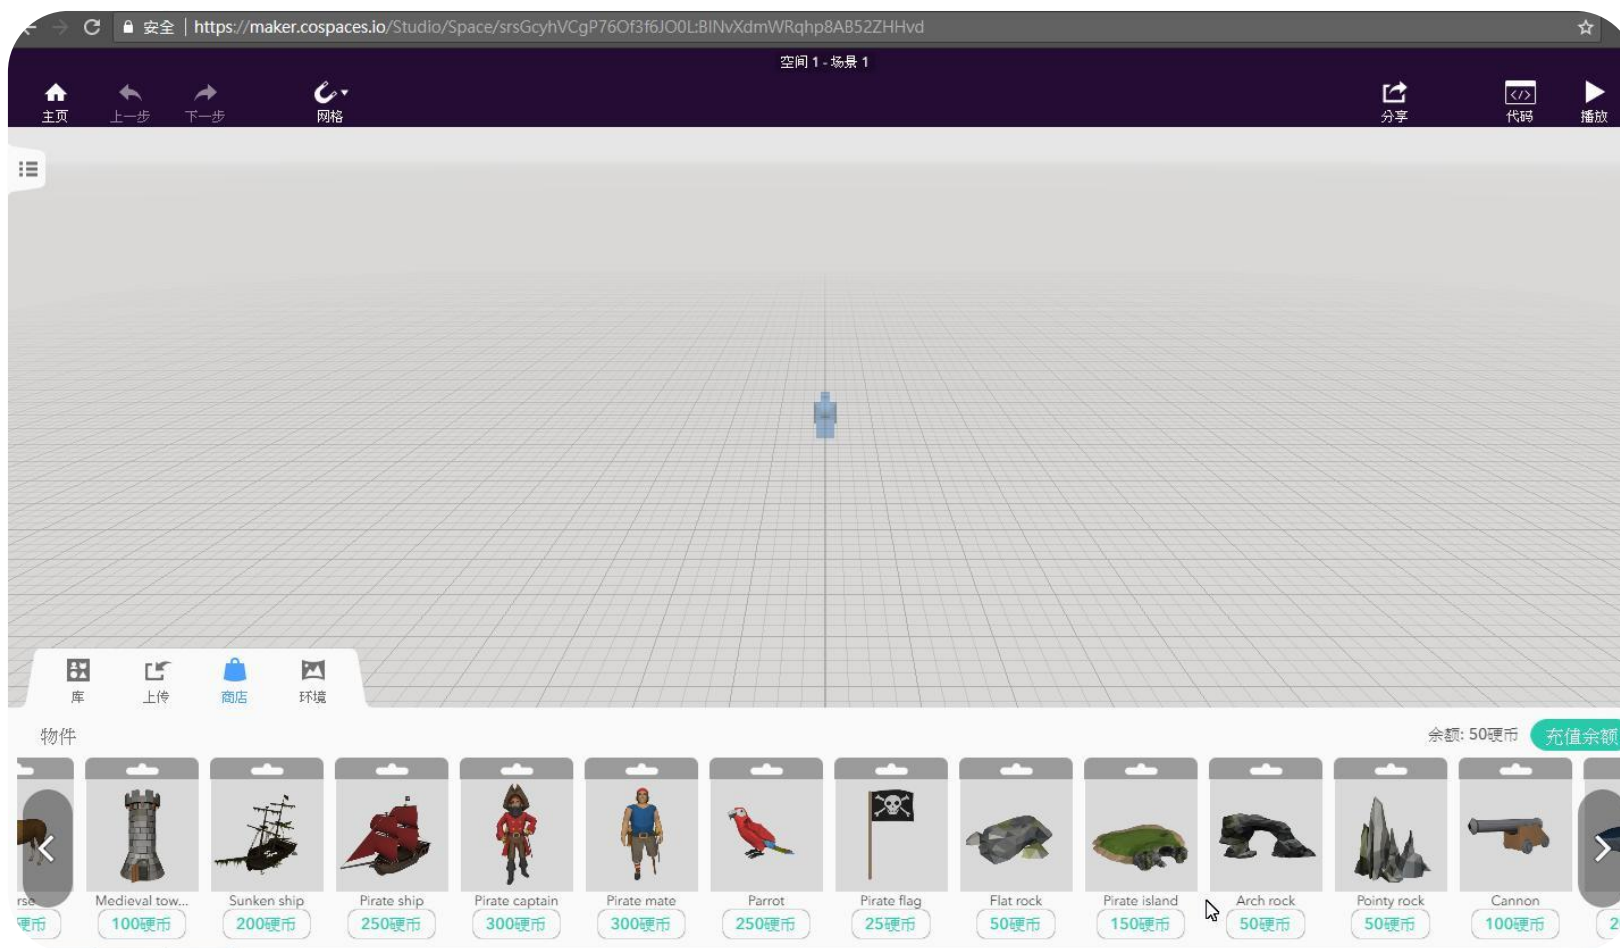 安全 | https://maker.cospaces.io/Studio/Space/srsGcyhVCgP76Of3f6JO0L:BINvXdmWRqhp8AB52ZHHvd
空间 1 - 场景 1
主页 上一步 下一步 网格 分享 代码 播放
库 上传 商店 环境
物件 余额: 50硬币 充值余额
rse Medieval tow... Sunken ship Pirate ship Pirate captain Pirate mate Parrot Pirate flag Flat rock Pirate island Arch rock Pointy rock Cannon
硬币 100硬币 200硬币 250硬币 300硬币 300硬币 250硬币 25硬币 50硬币 150硬币 50硬币 50硬币 100硬币 2